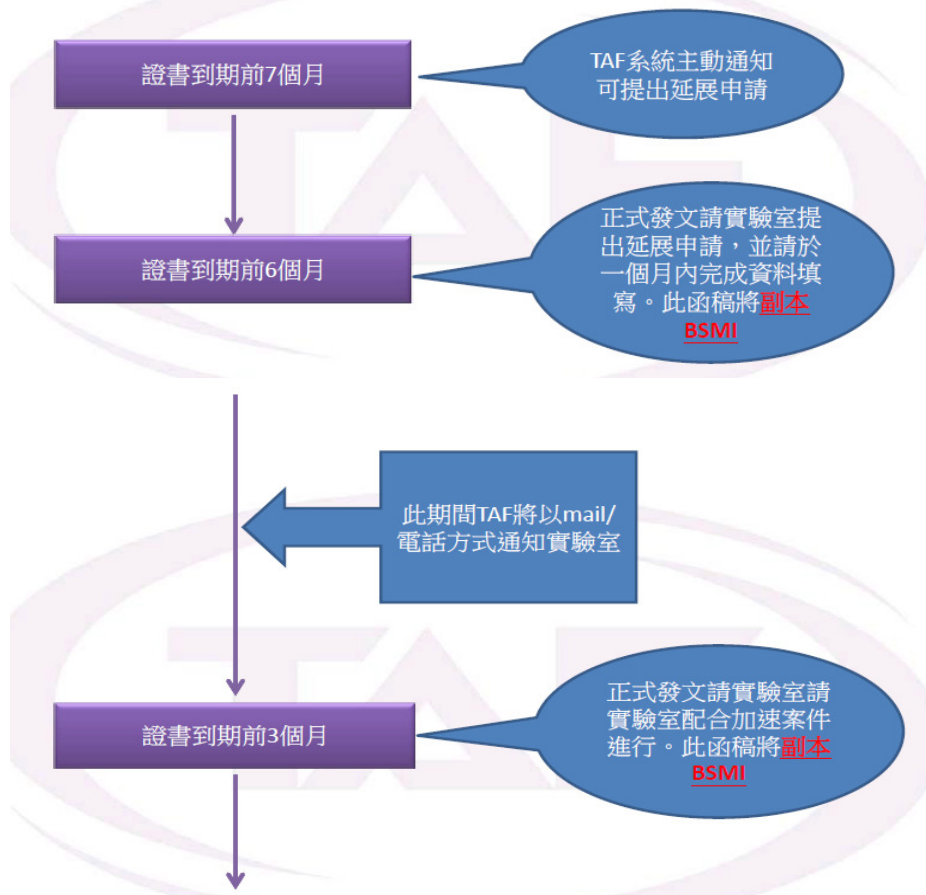 證書到期前7個月
TAF系統主動通知
可提出延展申請
證書到期前6個月
正式發文請實驗室提
出延展申請，並請於
一個月內完成資料填
寫。此函稿將副本
BSMI
此期間TAF將以mail/
電話方式通知實驗室
證書到期前3個月
正式發文請實驗室請
實驗室配合加速案件
進行。此函稿將副本
BSMI
TAF
TAF